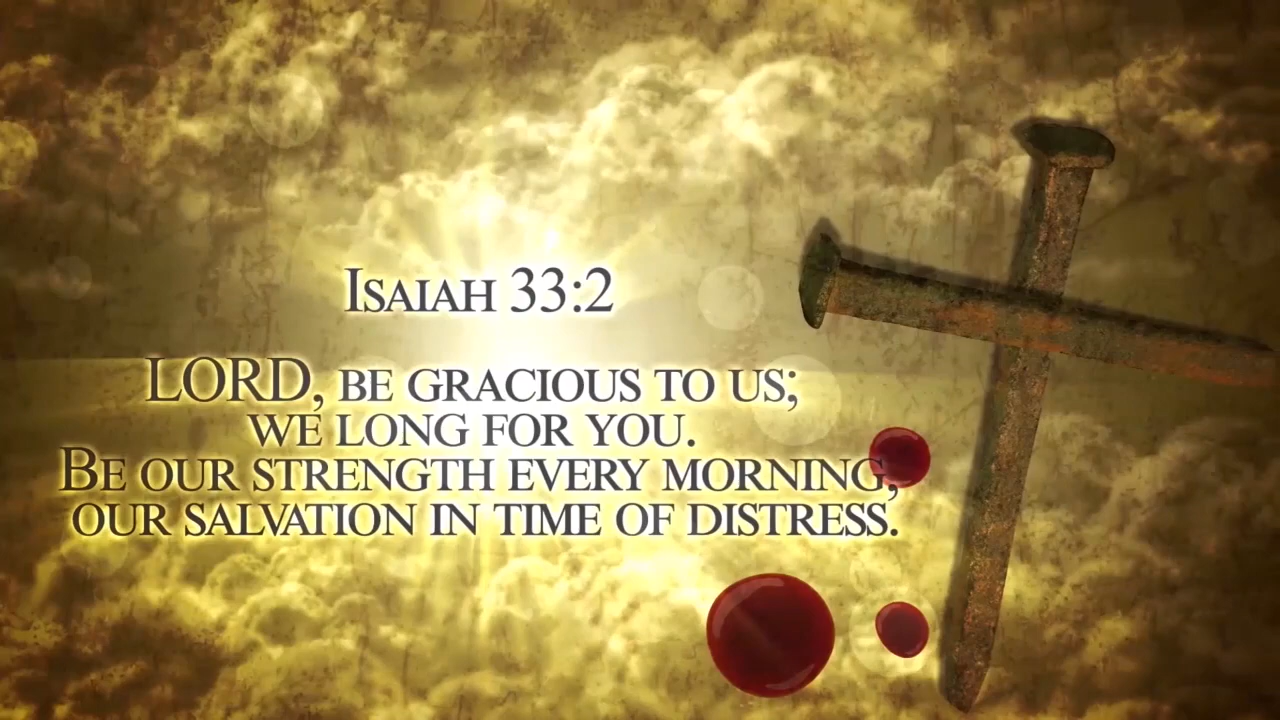 Isaiah 33:2
LORD, be gracious to us;
we long for you.
Be our strength every morning,
our salvation in time of distress.